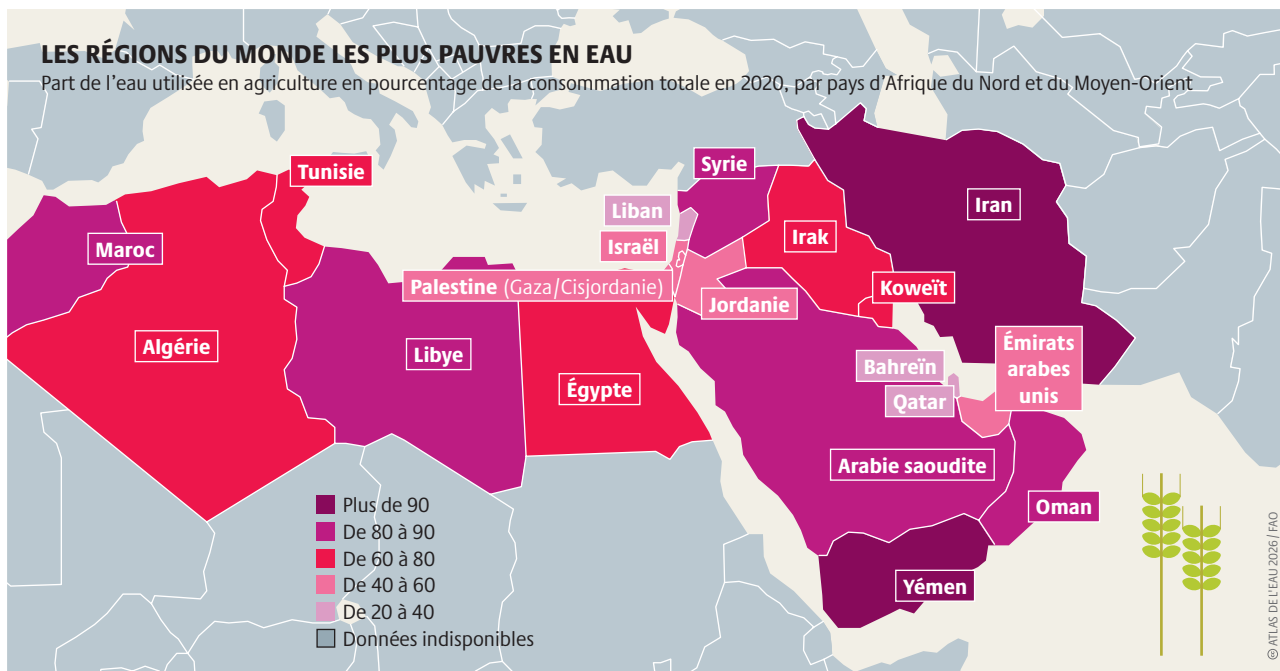 LES RÉGIONS DU MONDE LES PLUS PAUVRES EN EAU
Part de l'eau utilisée en agriculture en pourcentage de la consommation totale en 2020, par pays d'Afrique du Nord et du Moyen-Orient
Tunisie
Syrie
Liban
Iran
Maroc
Israël
Irak
Palestine (Gaza/Cisjordanie)
Koweït
Jordanie
Algérie
Libye
Émirats
arabes
unis
Bahreïn
Égypte
Qatar
Arabie saoudite
Oman
Yémen
Plus de 90
De 80 à 90
De 60 à 80
De 40 à 60
De 20 à 40
Données indisponibles
© ATLAS DE L'EAU 2026 / FAO